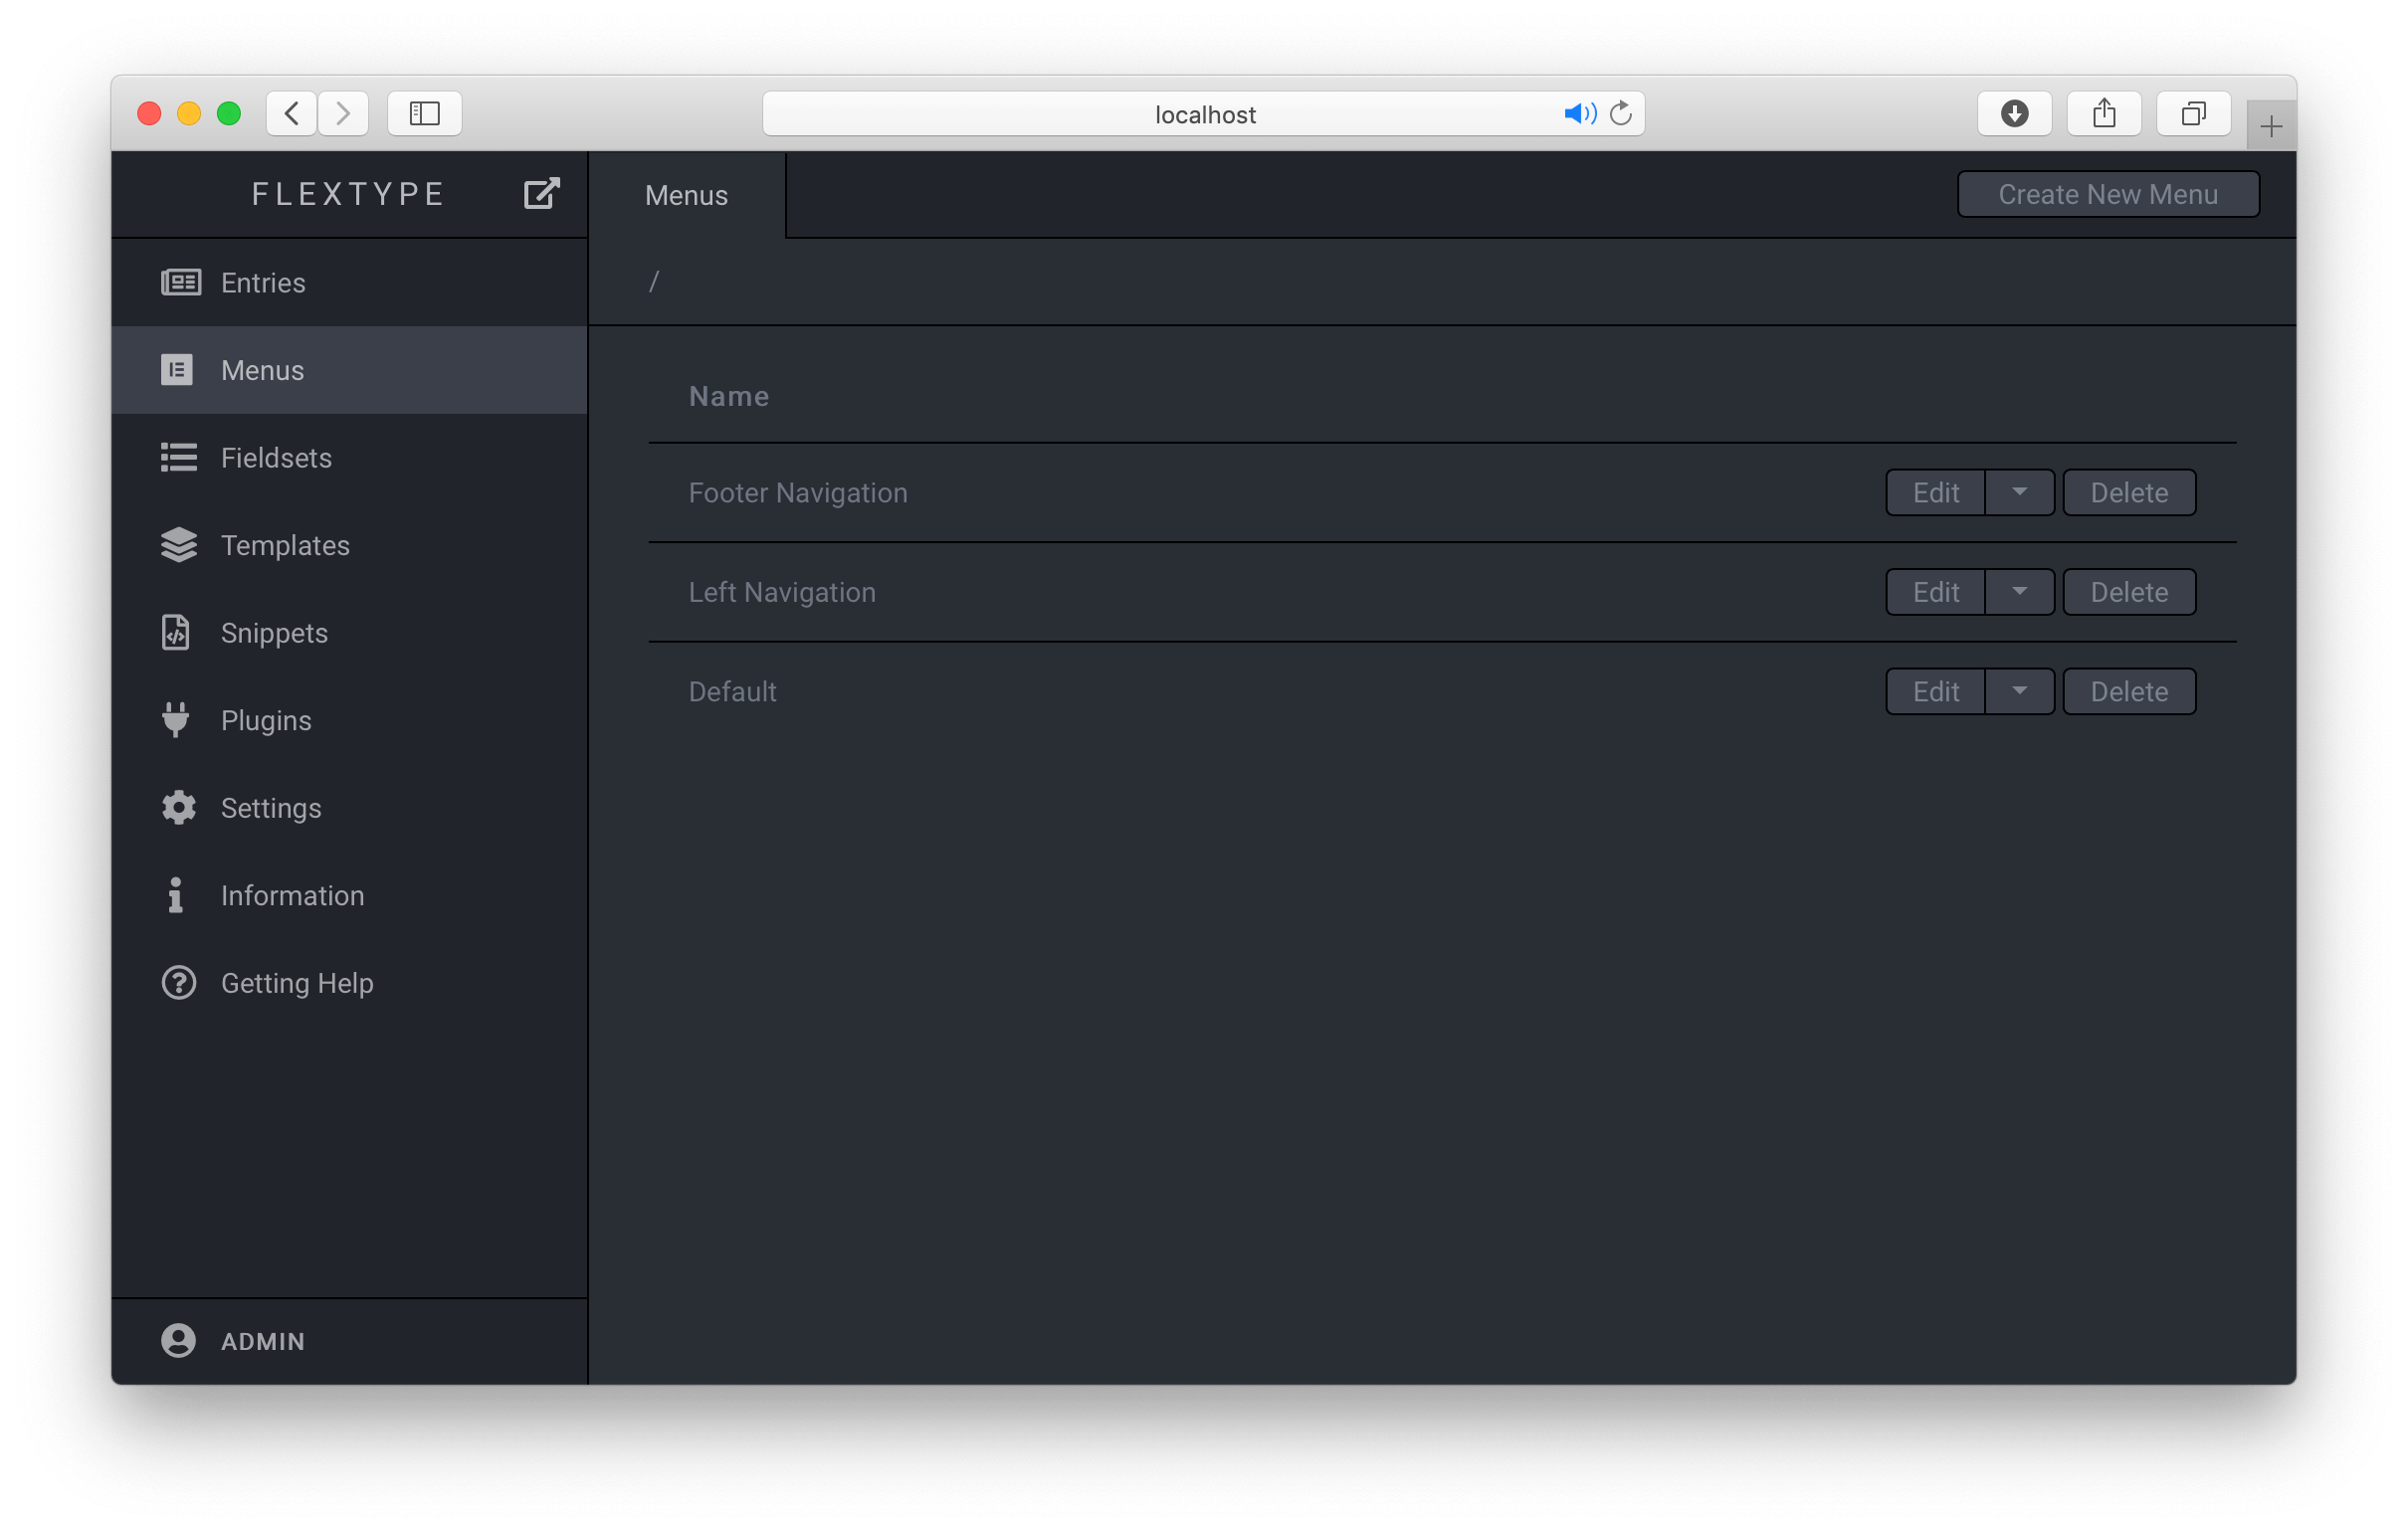 localhost
FLEXTYPE
Menus
Create New Menu
Entries
/
Menus
Name
Fieldsets
Footer Navigation Edit Delete
Templates
Left Navigation Edit Delete
Snippets
Default Edit Delete
Plugins
Settings
Information
Getting Help
ADMIN